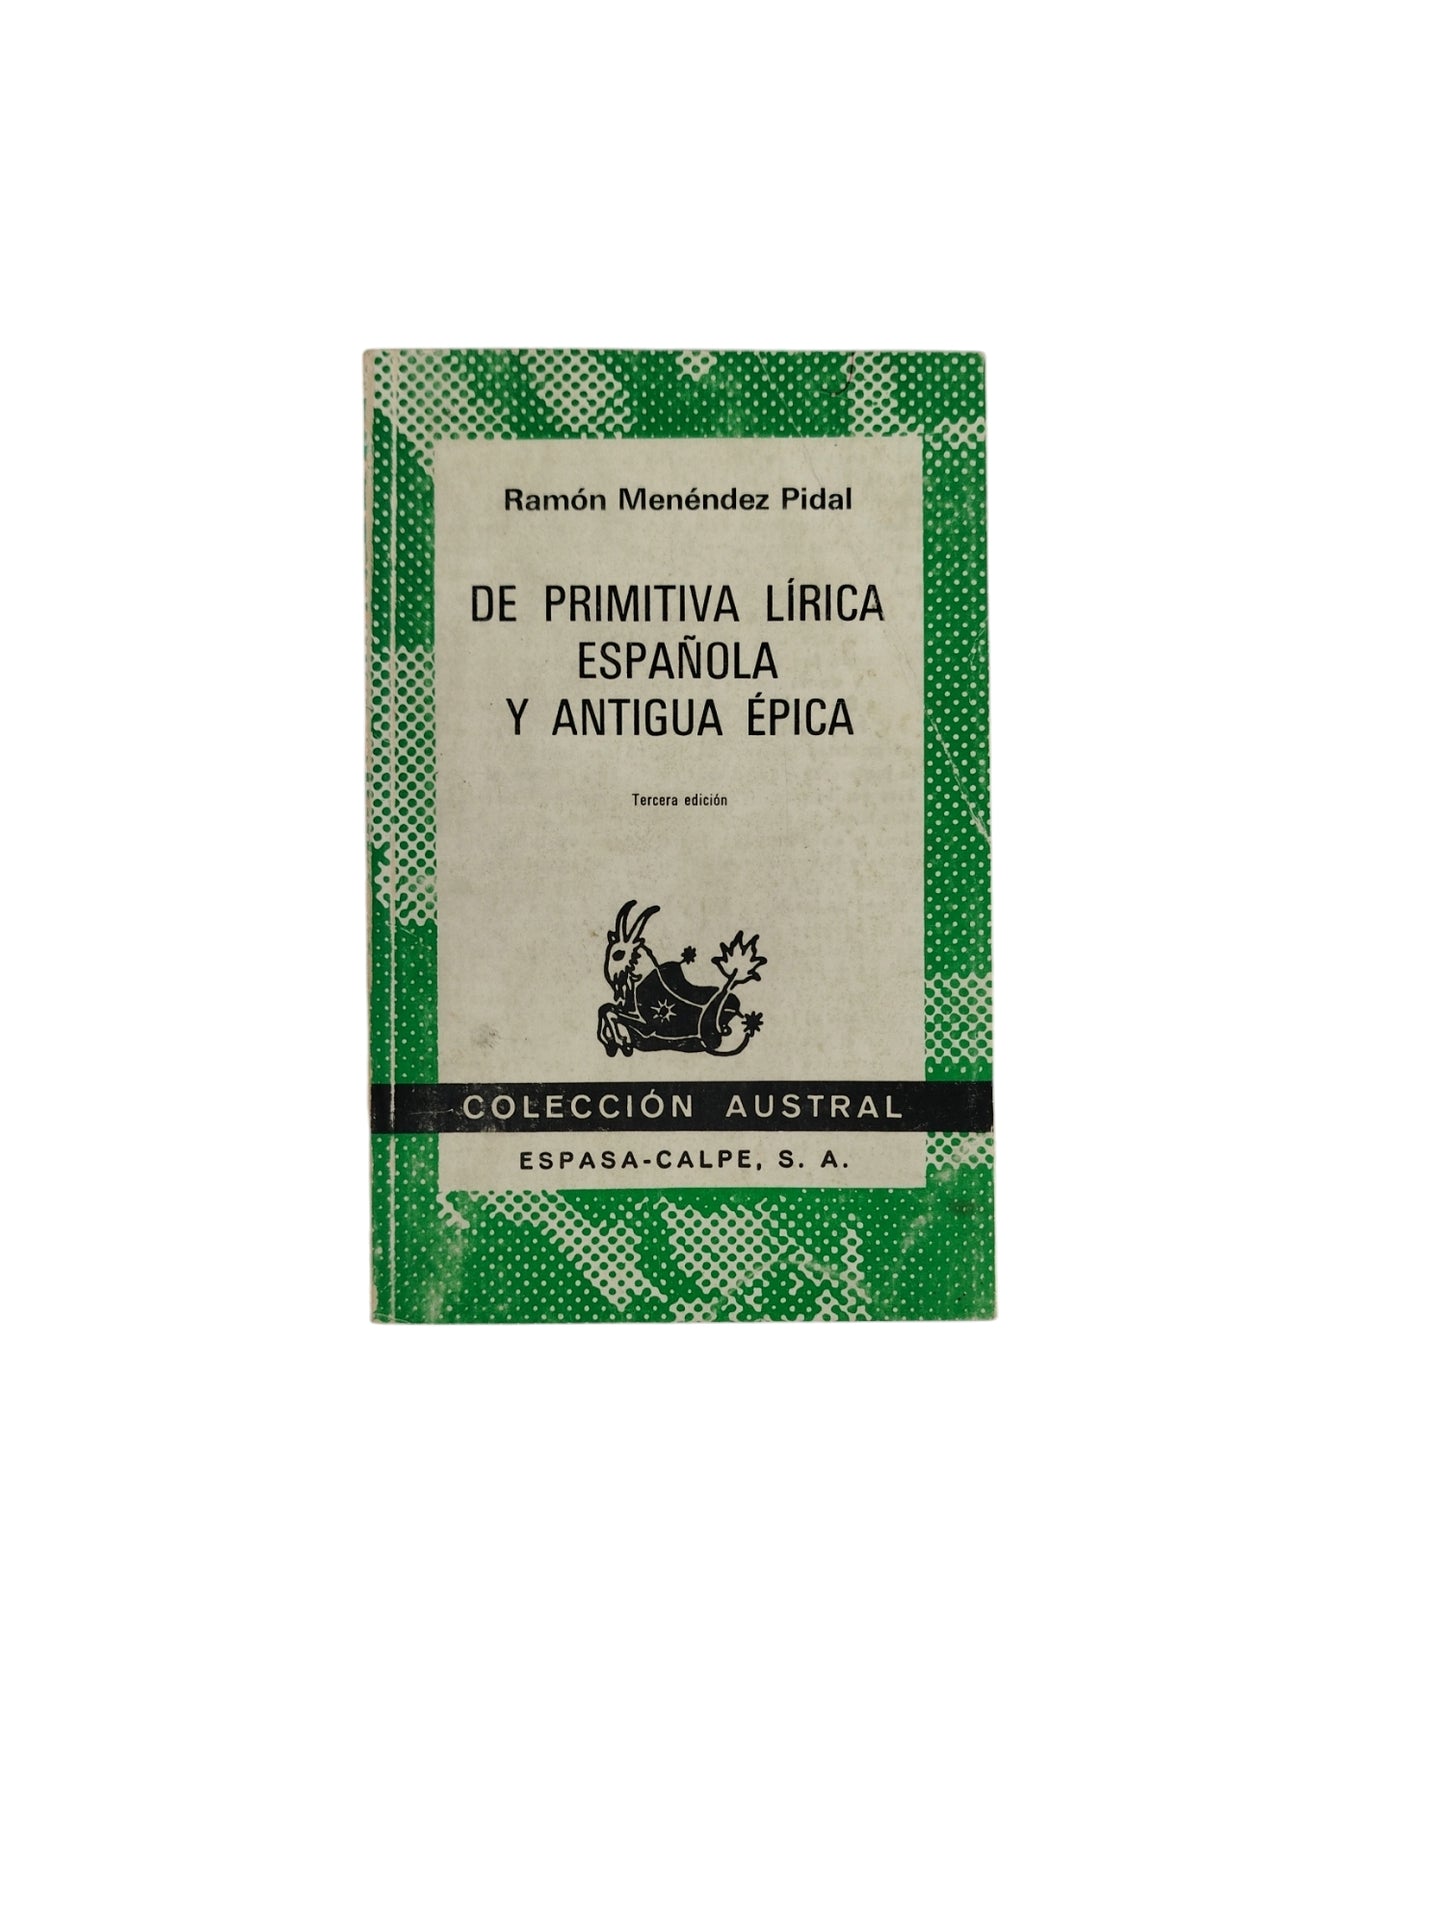 Ramón Menéndez Pidal
DE PRIMITIVA LÍRICA
ESPAÑOLA
Y ANTIGUA ÉPICA
Tercera edición
COLECCIÓN AUSTRAL
ESPASA-CALPE, S. A.